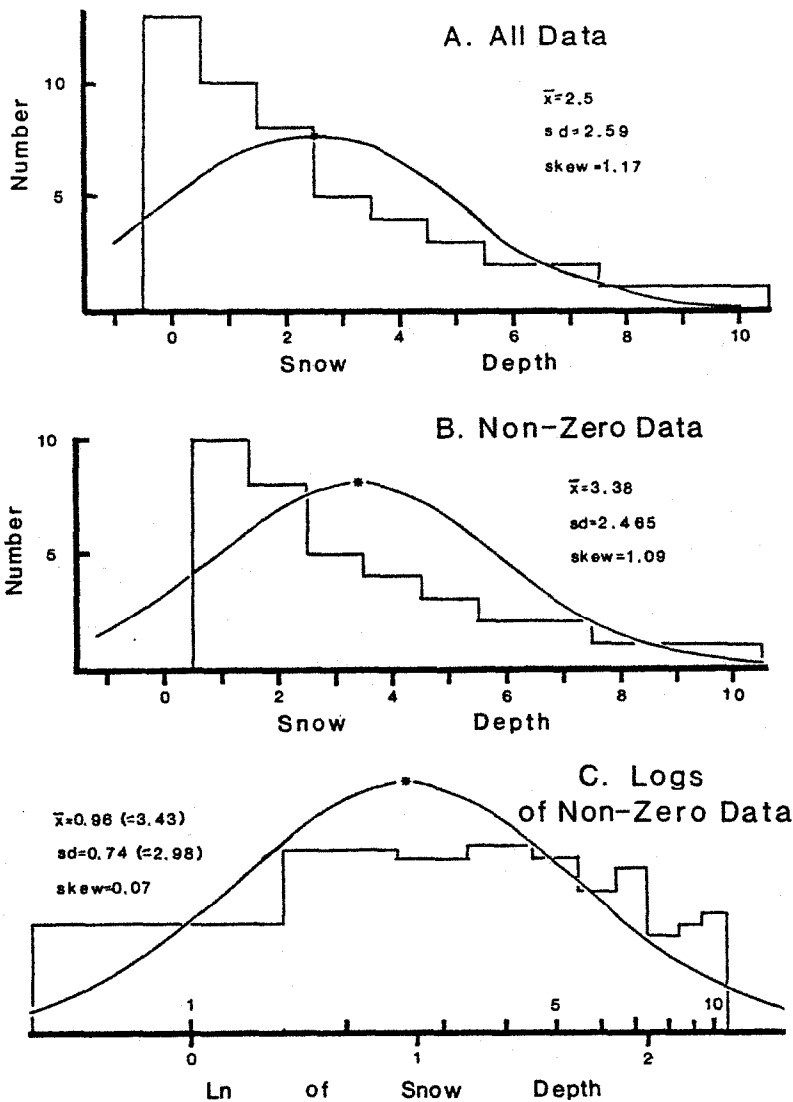 A. All Data
Number
10
5
x̄=2.5
sd=2.59
skew=1.17
0 2 4 6 8 10
Snow Depth
B. Non-Zero Data
Number
10
5
x̄=3.38
sd=2.465
skew=1.09
0 2 4 6 8 10
Snow Depth
C. Logs
of Non-Zero Data
x̄=0.96 (=3.43)
sd=0.74 (=2.98)
skew=0.07
1 5 10
0 1 2
Ln of Snow Depth